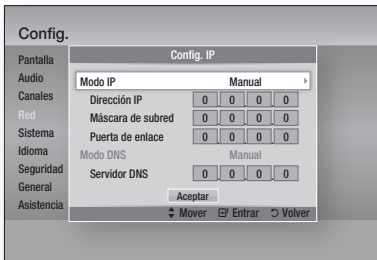 Config.
Pantalla
Audio
Canales
Red
Sistema
Idioma
Seguridad
General
Asistencia
Config. IP
Modo IP Manual
Dirección IP 0 . 0 . 0 . 0
Máscara de subred 0 . 0 . 0 . 0
Puerta de enlace 0 . 0 . 0 . 0
Modo DNS Manual
Servidor DNS 0 . 0 . 0 . 0
Aceptar
Mover Entrar Volver